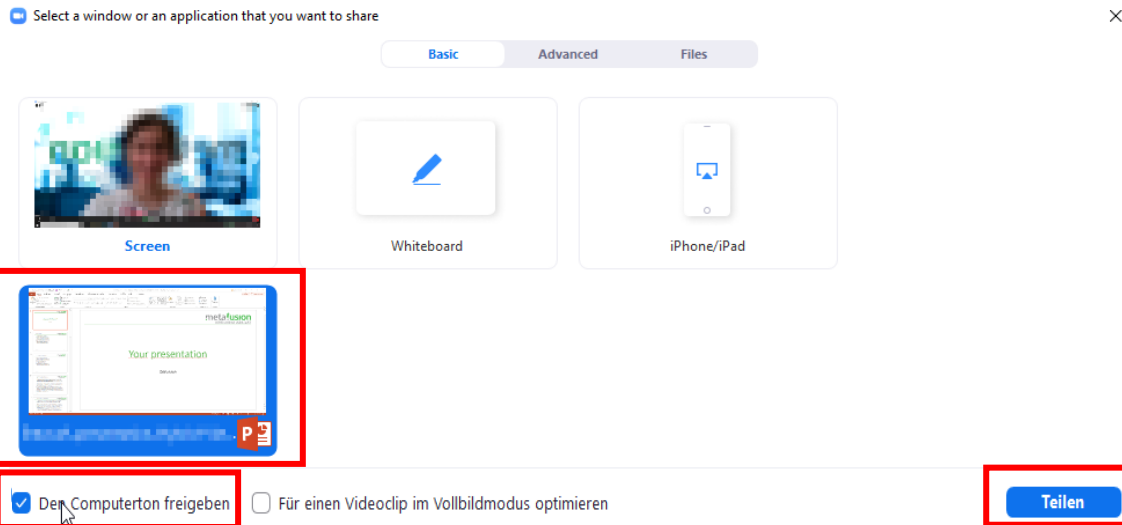 Select a window or an application that you want to share
Basic
Advanced
Files
Screen
Whiteboard
iPhone/iPad
metafusion
Your presentation
P
Den Computerton freigeben
Für einen Videoclip im Vollbildmodus optimieren
Teilen